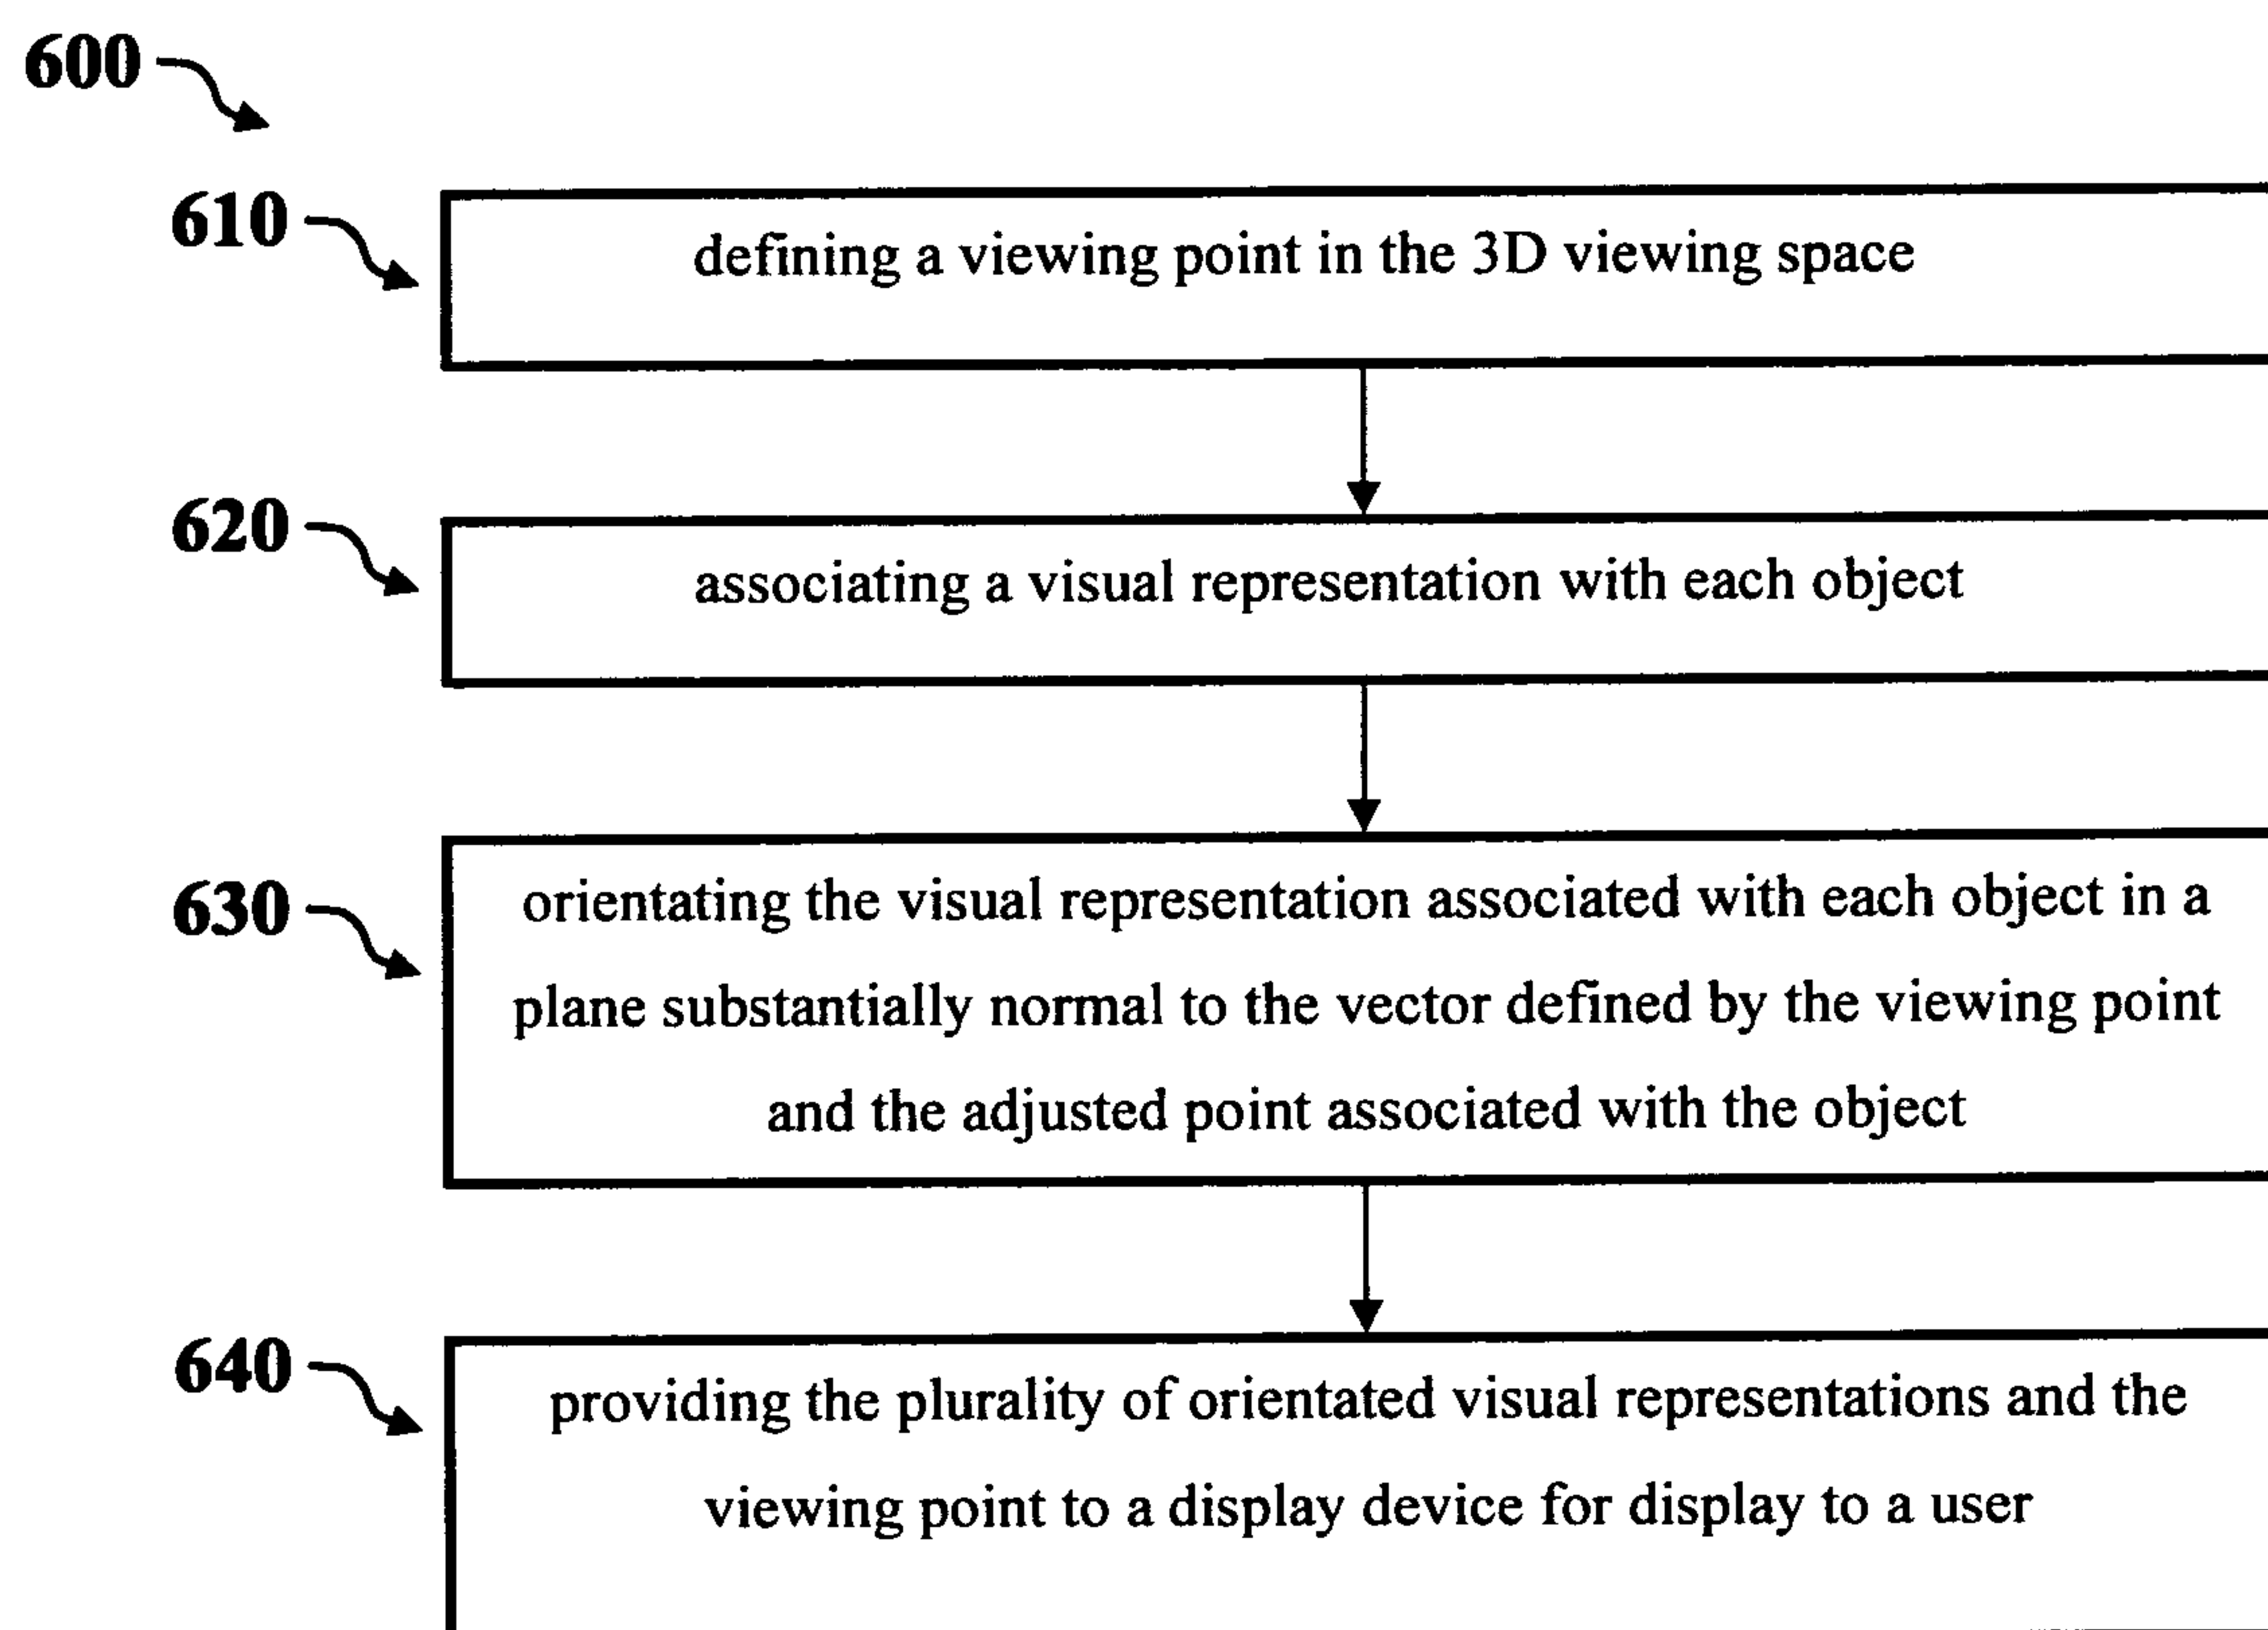 600
610
defining a viewing point in the 3D viewing space
620
associating a visual representation with each object
630
orientating the visual representation associated with each object in a
plane substantially normal to the vector defined by the viewing point
and the adjusted point associated with the object
640
providing the plurality of orientated visual representations and the
viewing point to a display device for display to a user